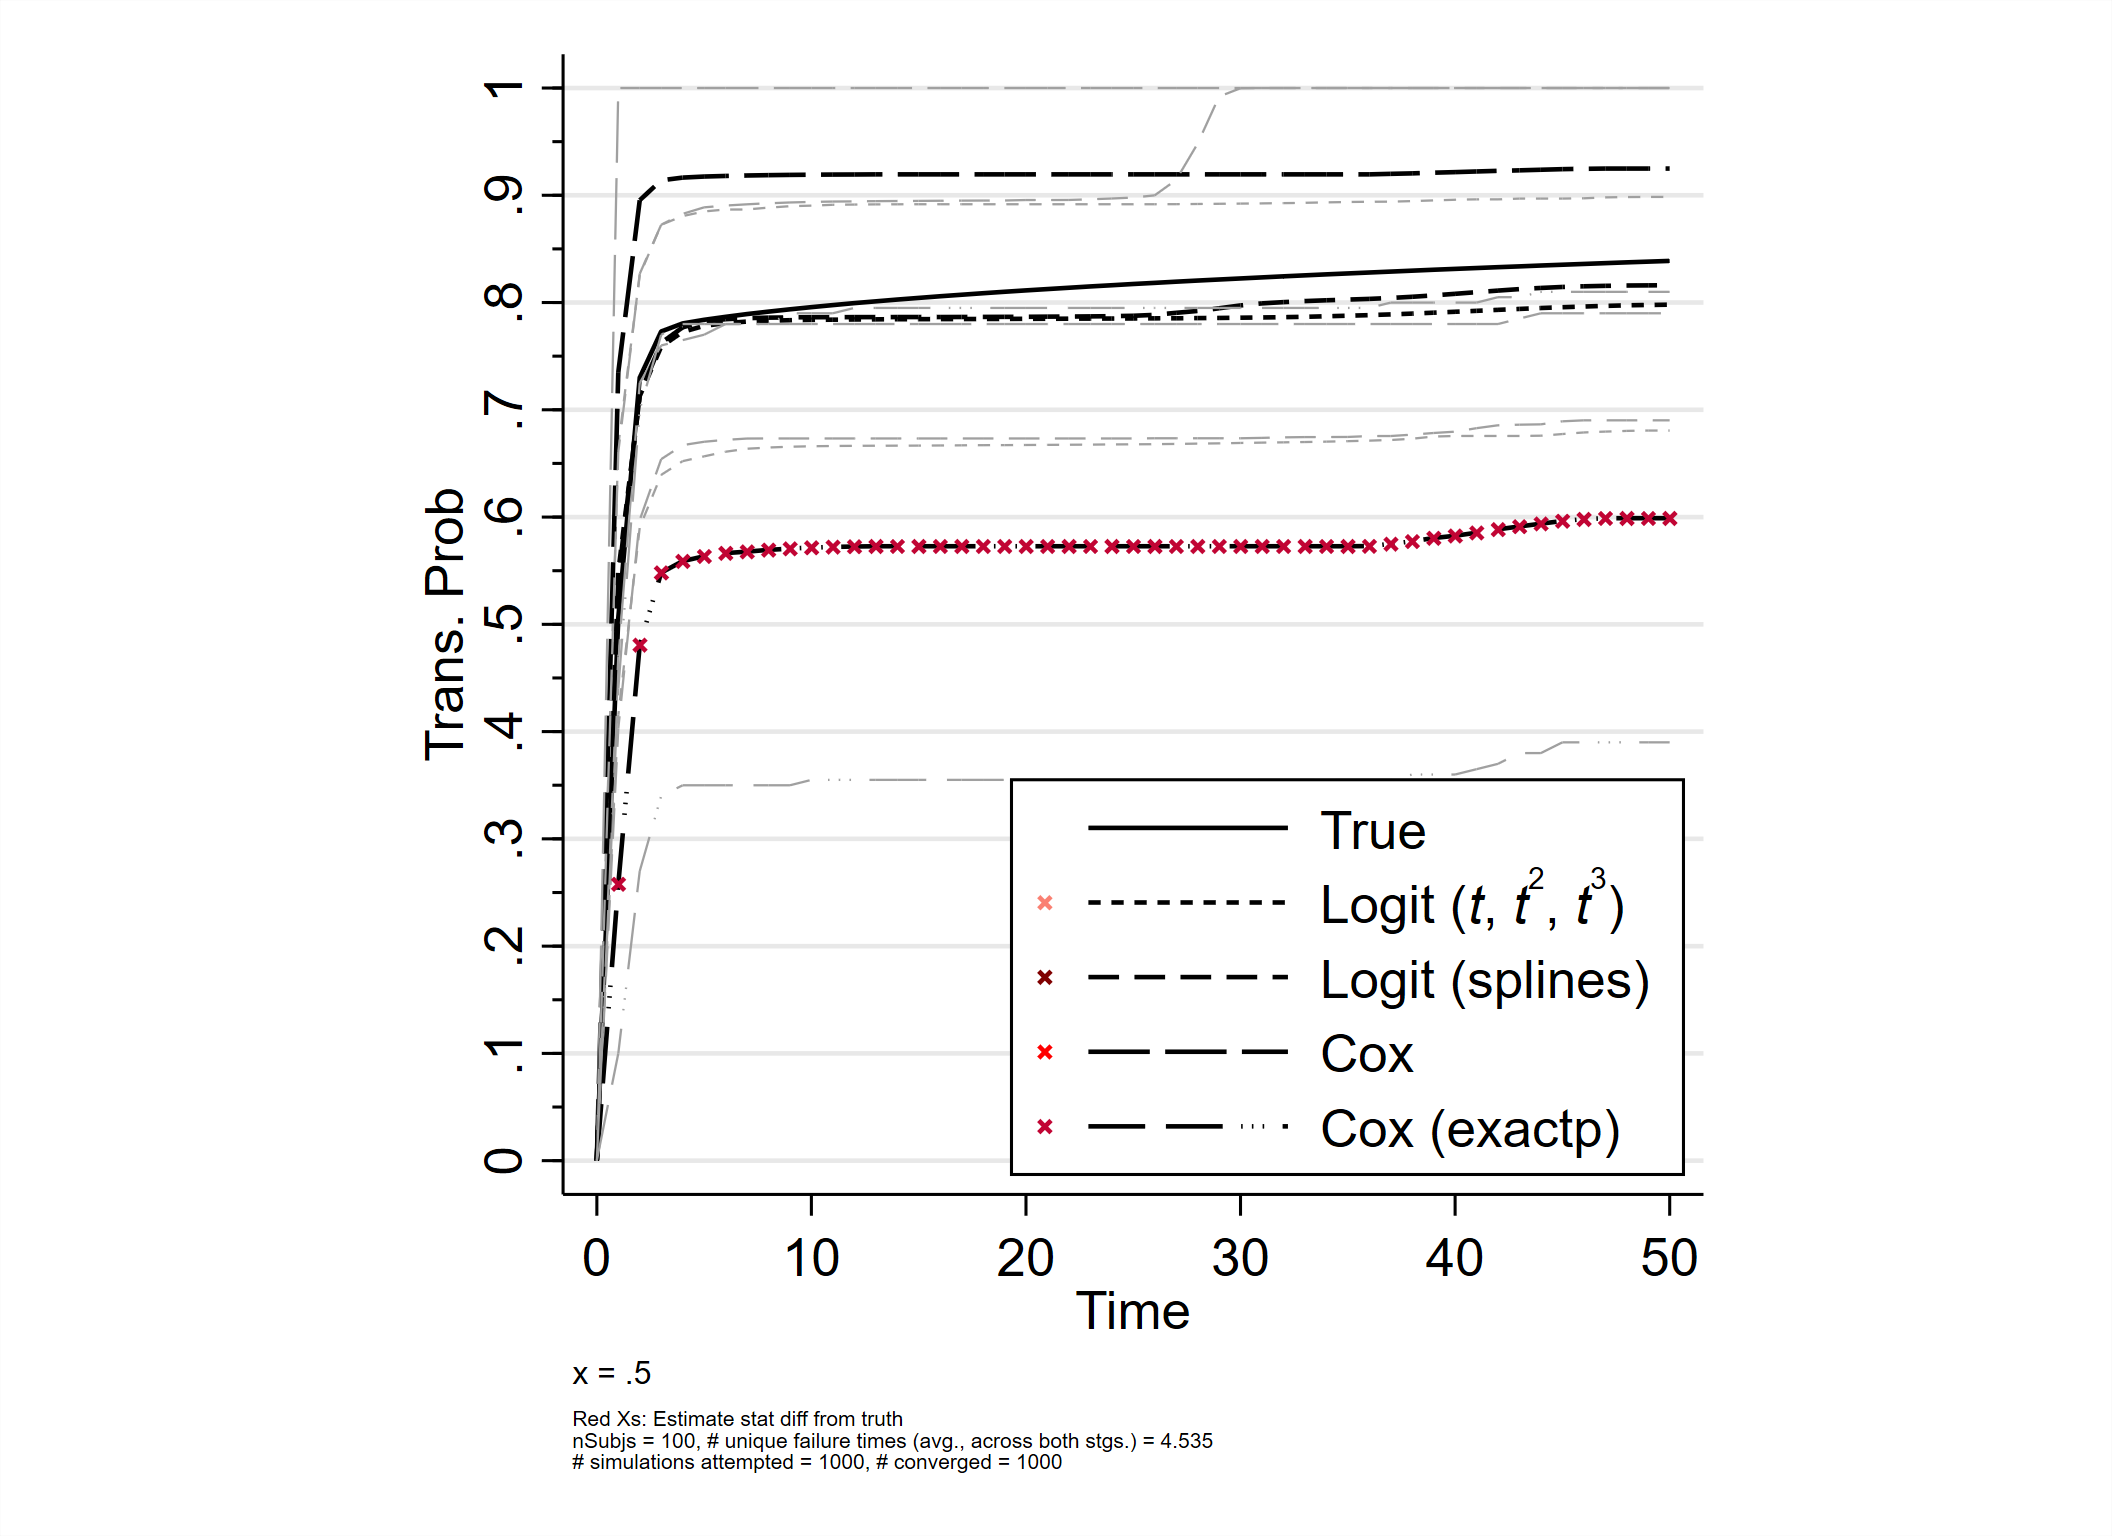 1
.9
.8
.7
.6
.5
.4
.3
.2
.1
0
Trans. Prob
True
Logit (t, t², t³)
Logit (splines)
Cox
Cox (exactp)
0 10 20 30 40 50
Time
x = .5
Red Xs: Estimate stat diff from truth
nSubjs = 100, # unique failure times (avg., across both stgs.) = 4.535
# simulations attempted = 1000, # converged = 1000